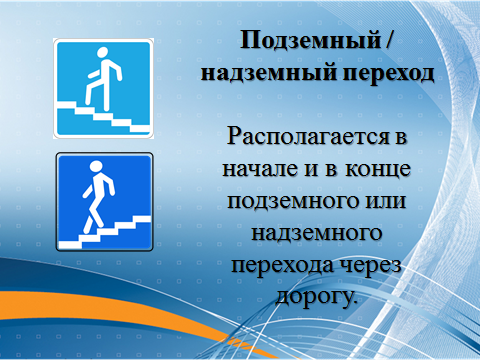 Подземный /
надземный переход
Располагается в
начале и в конце
подземного или
надземного
перехода через
дорогу.